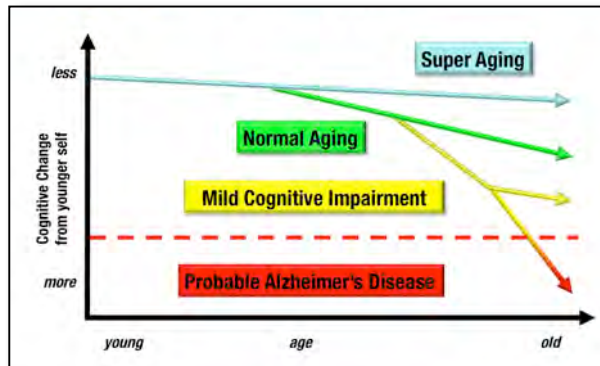 less
Super Aging
Normal Aging
Cognitive Change
from younger self
Mild Cognitive Impairment
more
Probable Alzheimer's Disease
young
age
old